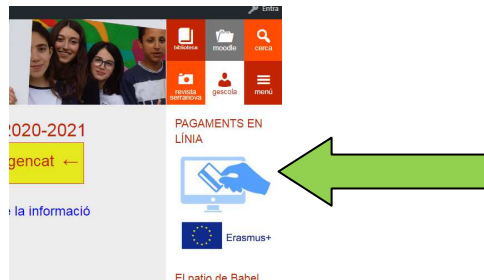 Entra
biblioteca
moodle
cerca
revista
serranova
gescola
menú
2020-2021
gencat ←
e la informació
PAGAMENTS EN
LÍNIA
Erasmus+
El patio de Babel